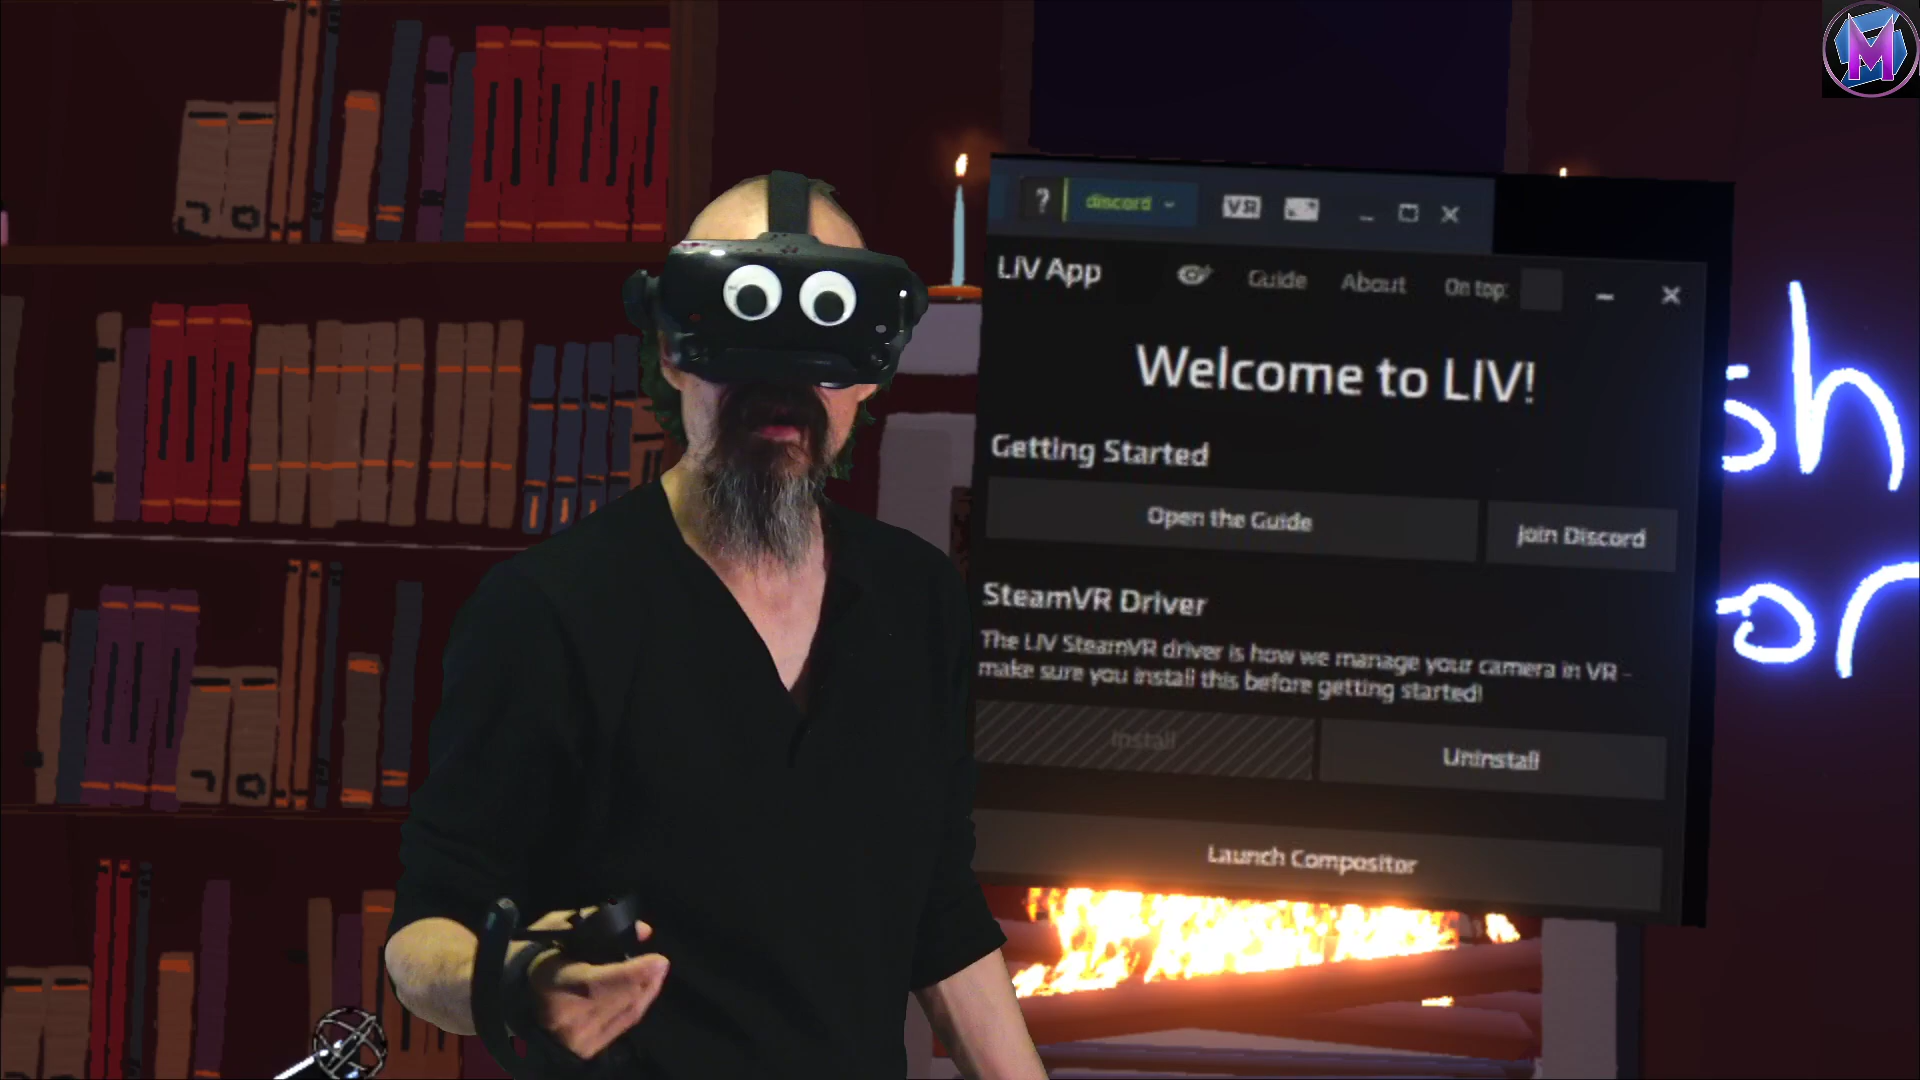 M
? discord VR
LIV App Guide About On top:
Welcome to LIV!
Getting Started
Open the Guide Join Discord
SteamVR Driver
The LIV SteamVR driver is how we manage your camera in VR -
make sure you install this before getting started!
Install Uninstall
Launch Compositor
sh
or